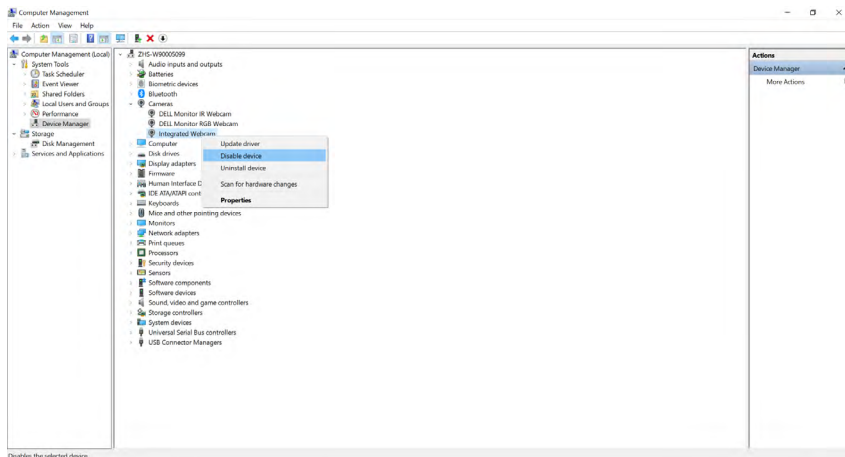 Computer Management
File Action View Help
Computer Management (Local)
System Tools
Task Scheduler
Event Viewer
Shared Folders
Local Users and Groups
Performance
Device Manager
Storage
Disk Management
Services and Applications
ZHS-W90005099
Audio inputs and outputs
Batteries
Biometric devices
Bluetooth
Cameras
DELL Monitor IR Webcam
DELL Monitor RGB Webcam
Integrated Webcam
Computer
Disk drives
Display adapters
Firmware
Human Interface D
IDE ATA/ATAPI cont
Keyboards
Mice and other pointing devices
Monitors
Network adapters
Print queues
Processors
Security devices
Sensors
Software components
Software devices
Sound, video and game controllers
Storage controllers
System devices
Universal Serial Bus controllers
USB Connector Managers
Update driver
Disable device
Uninstall device
Scan for hardware changes
Properties
Actions
Device Manager
More Actions
Disables the selected device.